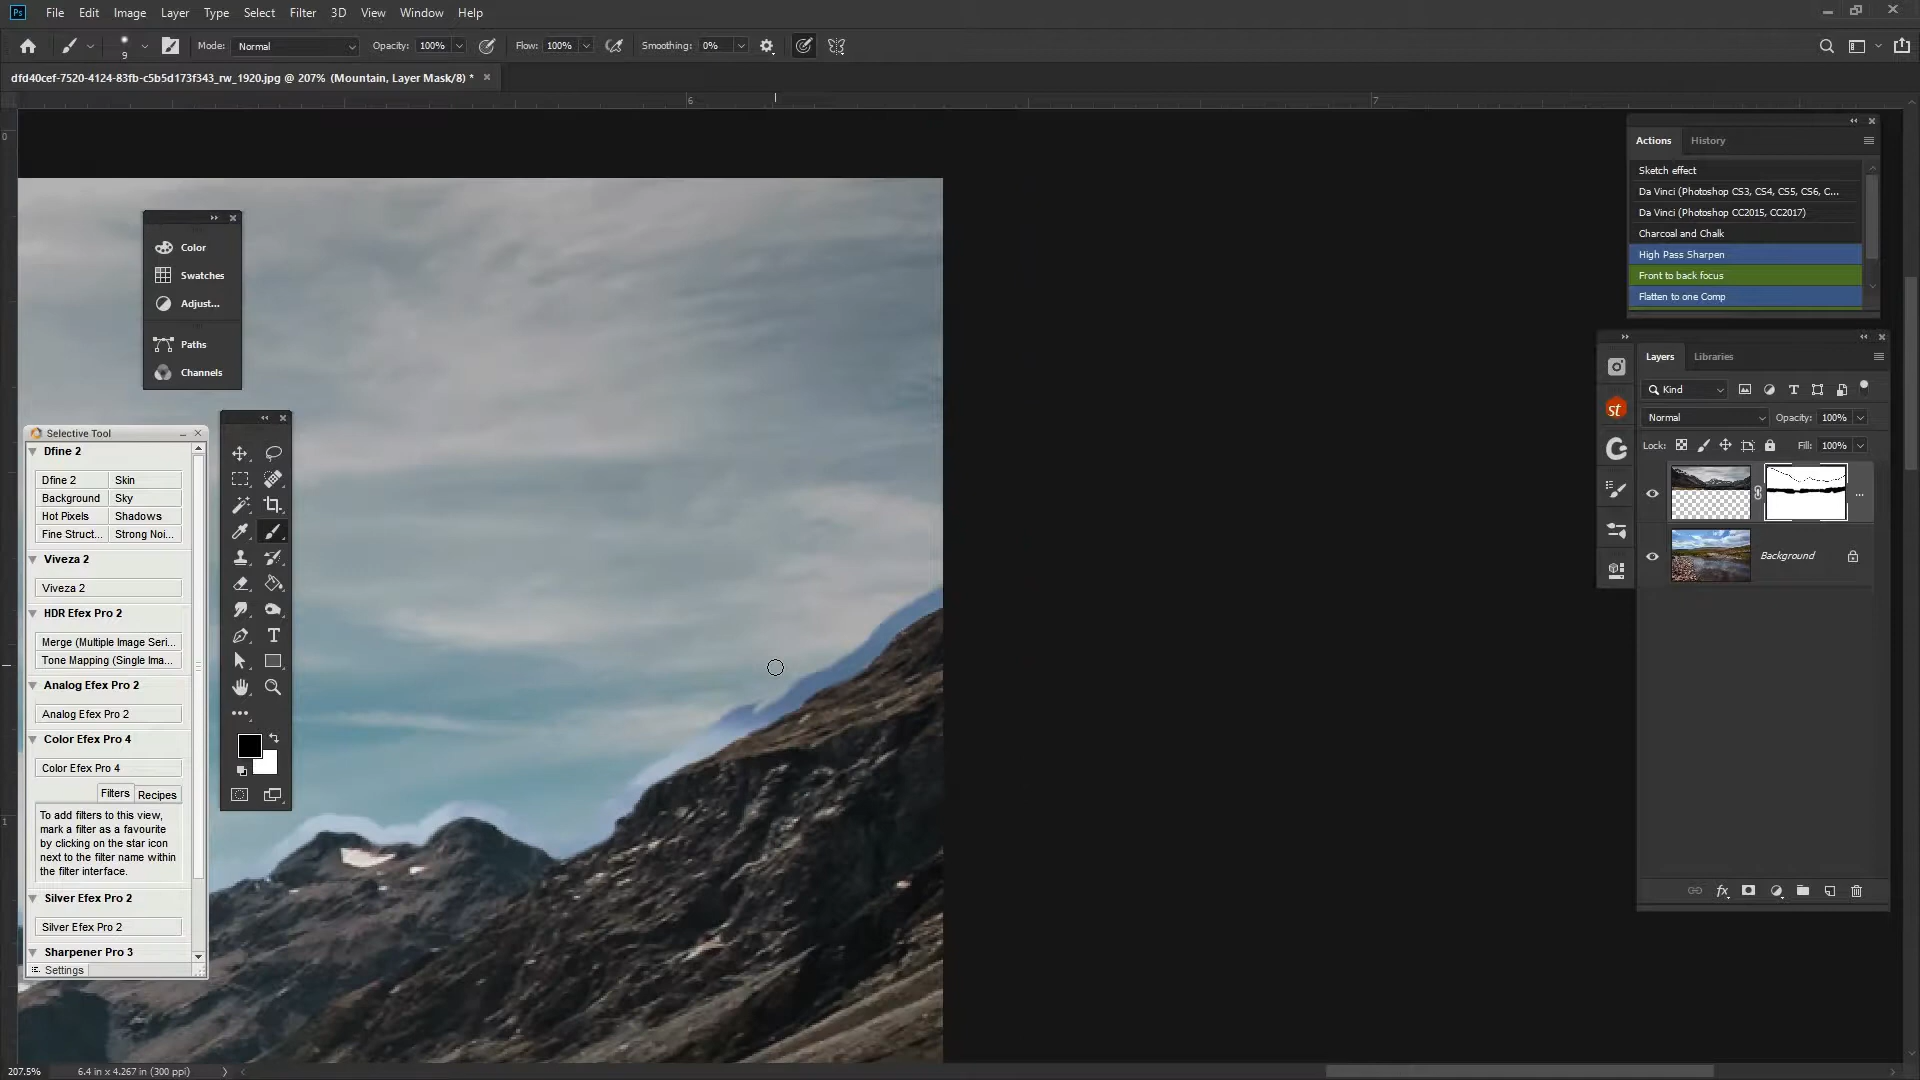 Ps File Edit Image Layer Type Select Filter 3D View Window Help
9 Mode: Normal Opacity: 100% Flow: 100% Smoothing: 0%
dfd40cef-7520-4124-83fb-c5b5d173f343_rw_1920.jpg @ 207% (Mountain, Layer Mask/8) *
6 7
0
1
Color
Swatches
Adjust...
Paths
Channels
Selective Tool
Dfine 2
Dfine 2 Skin
Background Sky
Hot Pixels Shadows
Fine Struct... Strong Noi...
Viveza 2
Viveza 2
HDR Efex Pro 2
Merge (Multiple Image Seri...
Tone Mapping (Single Ima...
Analog Efex Pro 2
Analog Efex Pro 2
Color Efex Pro 4
Color Efex Pro 4
Filters Recipes
To add filters to this view,
mark a filter as a favourite
by clicking on the star icon
next to the filter name within
the filter interface.
Silver Efex Pro 2
Silver Efex Pro 2
Sharpener Pro 3
Settings
Actions History
Sketch effect
Da Vinci (Photoshop CS3, CS4, CS5, CS6, C...
Da Vinci (Photoshop CC2015, CC2017)
Charcoal and Chalk
High Pass Sharpen
Front to back focus
Flatten to one Comp
Layers Libraries
Kind
st
Normal Opacity: 100%
Lock: Fill: 100%
...
Background
207.5% 6.4 in x 4.267 in (300 ppi)